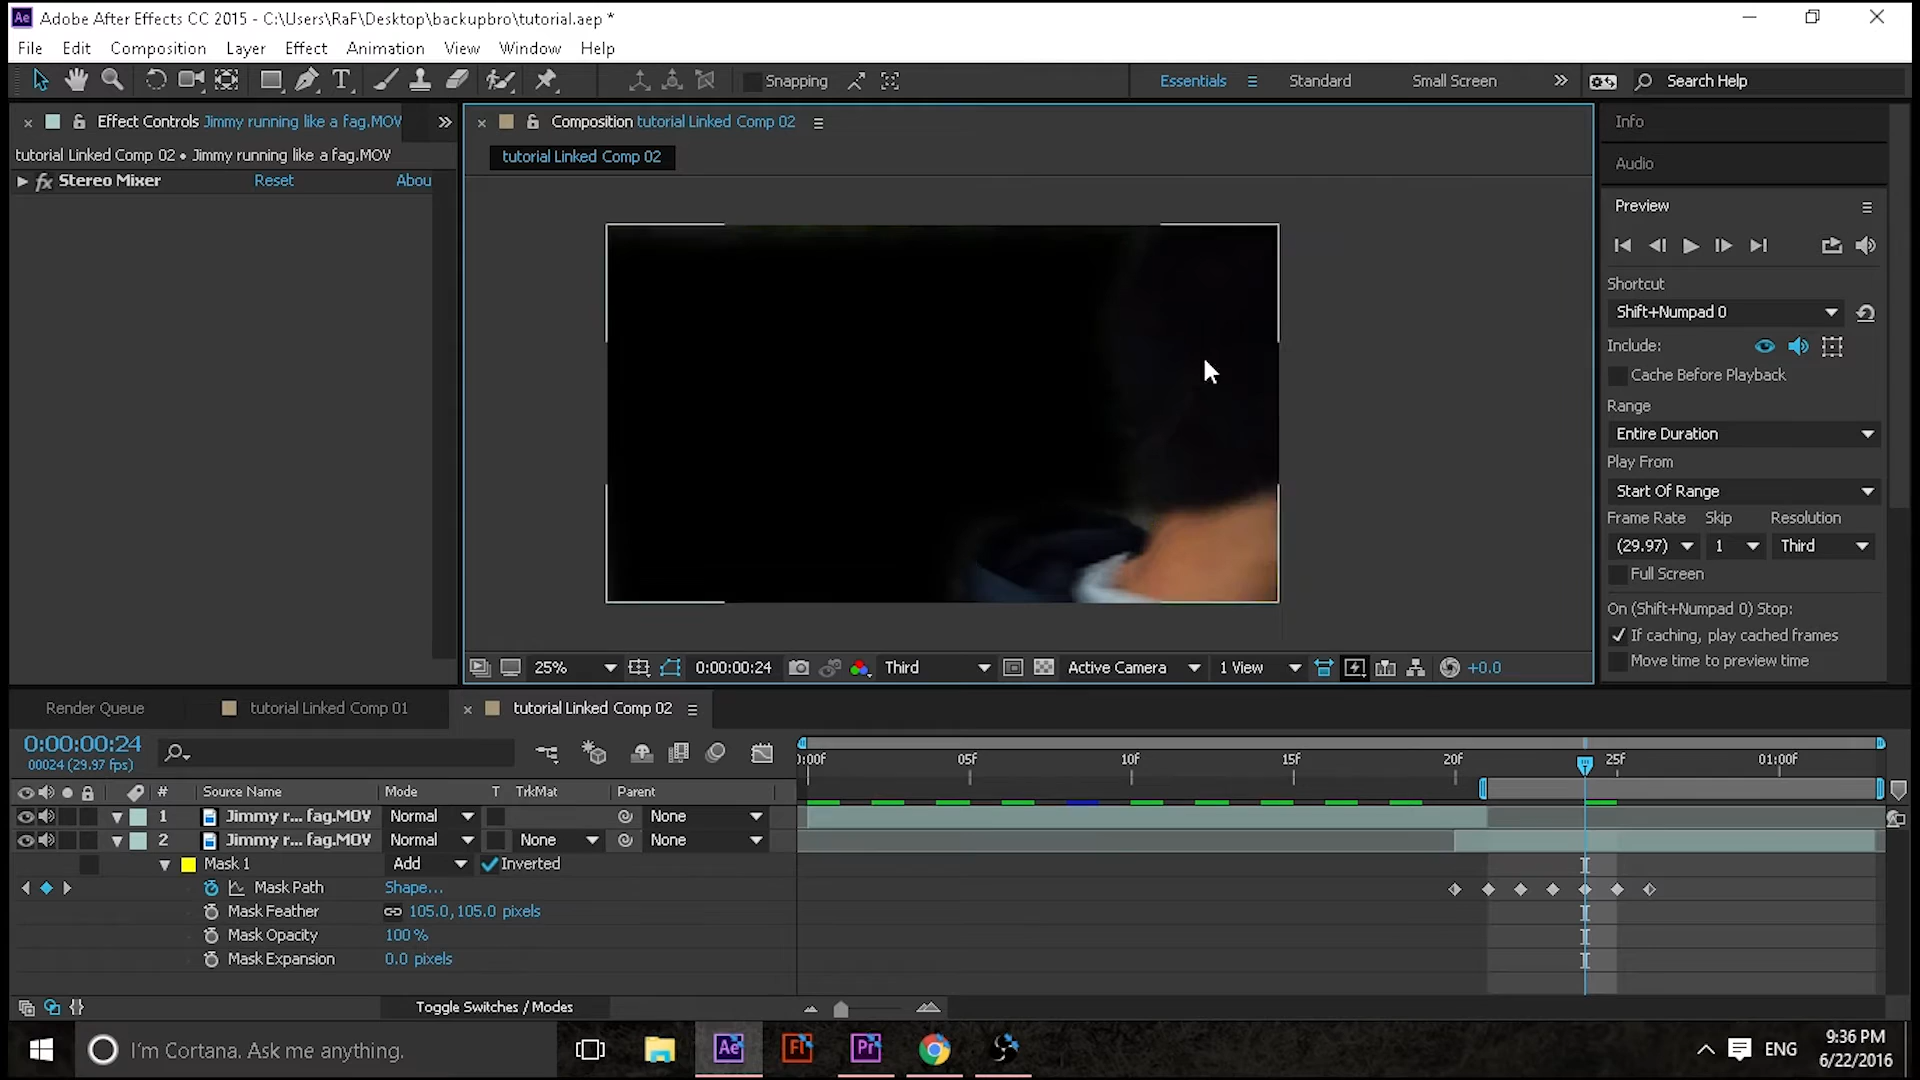 Adobe After Effects CC 2015 - C:\Users\RaF\Desktop\backupbro\tutorial.aep *
File Edit Composition Layer Effect Animation View Window Help
Snapping Essentials Standard Small Screen Search Help
Effect Controls Jimmy running like a fag.MOV
Composition tutorial Linked Comp 02
Info
tutorial Linked Comp 02 • Jimmy running like a fag.MOV
tutorial Linked Comp 02
Audio
Stereo Mixer Reset Abou
Preview
Shortcut
Shift+Numpad 0
Include:
Cache Before Playback
Range
Entire Duration
Play From
Start Of Range
Frame Rate Skip Resolution
(29.97) 1 Third
Full Screen
On (Shift+Numpad 0) Stop:
If caching, play cached frames
Move time to preview time
25% 0:00:00:24 Third Active Camera 1 View +0.0
Render Queue tutorial Linked Comp 01 tutorial Linked Comp 02
0:00:00:24
00024 (29.97 fps)
):00f 05f 10f 15f 20f 25f 01:00f
# Source Name Mode T TrkMat Parent
1 Jimmy r... fag.MOV Normal None
2 Jimmy r... fag.MOV Normal None None
Mask 1 Add Inverted
Mask Path Shape...
Mask Feather 105.0, 105.0 pixels
Mask Opacity 100 %
Mask Expansion 0.0 pixels
Toggle Switches / Modes
I'm Cortana. Ask me anything.
Ae Fl Pr
ENG
9:36 PM
6/22/2016